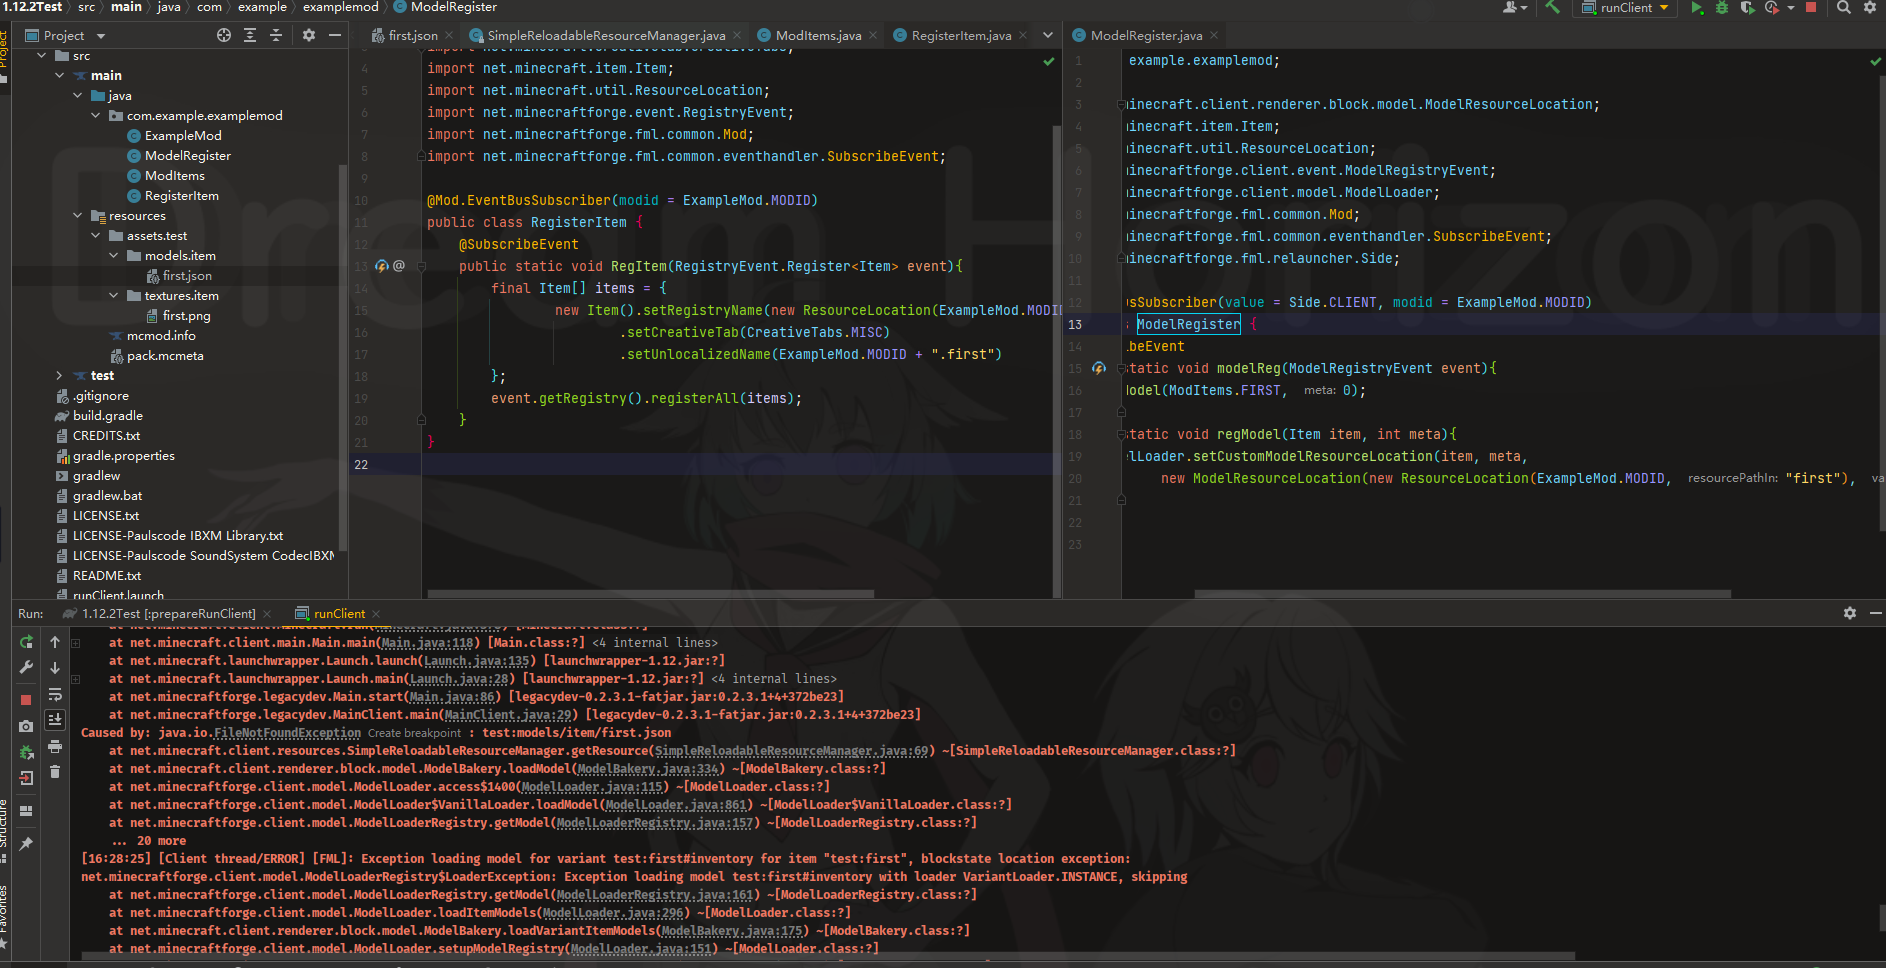 1.12.2Test src main java com example examplemod ModelRegister
runClient
Project
first.json SimpleReloadableResourceManager.java ModItems.java RegisterItem.java
ModelRegister.java
Project
src
main
java
com.example.examplemod
ExampleMod
ModelRegister
ModItems
RegisterItem
resources
assets.test
models.item
first.json
textures.item
first.png
mcmod.info
pack.mcmeta
test
.gitignore
build.gradle
CREDITS.txt
gradle.properties
gradlew
gradlew.bat
LICENSE.txt
LICENSE-Paulscode IBXM Library.txt
LICENSE-Paulscode SoundSystem CodecIBXM
README.txt
runClient.launch
4 import net.minecraft.item.Item;
5 import net.minecraft.util.ResourceLocation;
6 import net.minecraftforge.event.RegistryEvent;
7 import net.minecraftforge.fml.common.Mod;
8 import net.minecraftforge.fml.common.eventhandler.SubscribeEvent;
9
10 @Mod.EventBusSubscriber(modid = ExampleMod.MODID)
11 public class RegisterItem {
12 @SubscribeEvent
13 @ public static void RegItem(RegistryEvent.Register<Item> event){
14 final Item[] items = {
15 new Item().setRegistryName(new ResourceLocation(ExampleMod.MODID
16 .setCreativeTab(CreativeTabs.MISC)
17 .setUnlocalizedName(ExampleMod.MODID + ".first")
18 };
19 event.getRegistry().registerAll(items);
20 }
21 }
22
1 example.examplemod;
2
3 minecraft.client.renderer.block.model.ModelResourceLocation;
4 minecraft.item.Item;
5 minecraft.util.ResourceLocation;
6 minecraftforge.client.event.ModelRegistryEvent;
7 minecraftforge.client.model.ModelLoader;
8 minecraftforge.fml.common.Mod;
9 minecraftforge.fml.common.eventhandler.SubscribeEvent;
10 minecraftforge.fml.relauncher.Side;
11
12 usSubscriber(value = Side.CLIENT, modid = ExampleMod.MODID)
13 s ModelRegister {
14 ibeEvent
15 static void modelReg(ModelRegistryEvent event){
16 Model(ModItems.FIRST, meta: 0);
17
18 static void regModel(Item item, int meta){
19 elLoader.setCustomModelResourceLocation(item, meta,
20 new ModelResourceLocation(new ResourceLocation(ExampleMod.MODID, resourcePathIn: "first"), va
21
22
23
Dream Horizon
Run: 1.12.2Test [:prepareRunClient] runClient
at net.minecraft.client.main.Main.main(Main.java:118) [Main.class:?] <4 internal lines>
at net.minecraft.launchwrapper.Launch.launch(Launch.java:135) [launchwrapper-1.12.jar:?]
at net.minecraft.launchwrapper.Launch.main(Launch.java:28) [launchwrapper-1.12.jar:?] <4 internal lines>
at net.minecraftforge.legacydev.Main.start(Main.java:86) [legacydev-0.2.3.1-fatjar.jar:0.2.3.1+4+372be23]
at net.minecraftforge.legacydev.MainClient.main(MainClient.java:29) [legacydev-0.2.3.1-fatjar.jar:0.2.3.1+4+372be23]
Caused by: java.io.FileNotFoundException Create breakpoint : test:models/item/first.json
at net.minecraft.client.resources.SimpleReloadableResourceManager.getResource(SimpleReloadableResourceManager.java:69) ~[SimpleReloadableResourceManager.class:?]
at net.minecraft.client.renderer.block.model.ModelBakery.loadModel(ModelBakery.java:334) ~[ModelBakery.class:?]
at net.minecraftforge.client.model.ModelLoader.access$1400(ModelLoader.java:115) ~[ModelLoader.class:?]
at net.minecraftforge.client.model.ModelLoader$VanillaLoader.loadModel(ModelLoader.java:861) ~[ModelLoader$VanillaLoader.class:?]
at net.minecraftforge.client.model.ModelLoaderRegistry.getModel(ModelLoaderRegistry.java:157) ~[ModelLoaderRegistry.class:?]
... 20 more
[16:28:25] [Client thread/ERROR] [FML]: Exception loading model for variant test:first#inventory for item "test:first", blockstate location exception:
net.minecraftforge.client.model.ModelLoaderRegistry$LoaderException: Exception loading model test:first#inventory with loader VariantLoader.INSTANCE, skipping
at net.minecraftforge.client.model.ModelLoaderRegistry.getModel(ModelLoaderRegistry.java:161) ~[ModelLoaderRegistry.class:?]
at net.minecraftforge.client.model.ModelLoader.loadItemModels(ModelLoader.java:296) ~[ModelLoader.class:?]
at net.minecraft.client.renderer.block.model.ModelBakery.loadVariantItemModels(ModelBakery.java:175) ~[ModelBakery.class:?]
at net.minecraftforge.client.model.ModelLoader.setupModelRegistry(ModelLoader.java:151) ~[ModelLoader.class:?]
Structure
Favorites